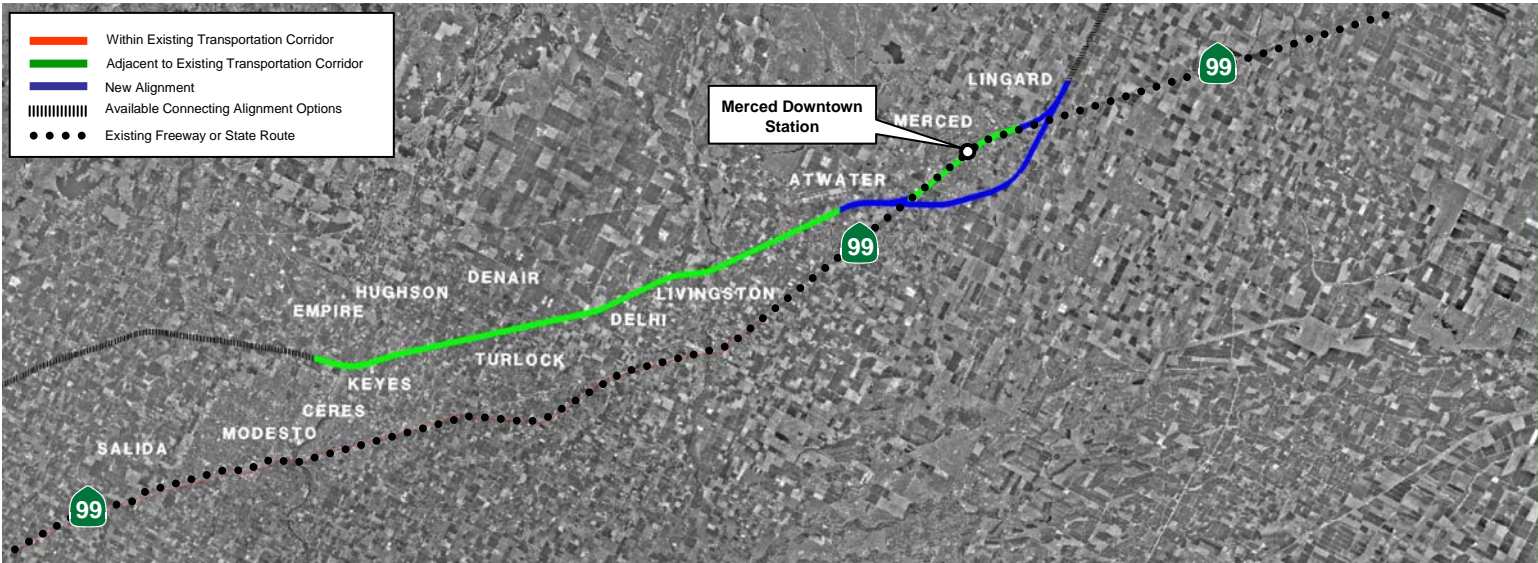 Within Existing Transportation Corridor
Adjacent to Existing Transportation Corridor
New Alignment
Available Connecting Alignment Options
Existing Freeway or State Route
99
LINGARD
Merced Downtown
Station
MERCED
ATWATER
99
DENAIR
HUGHSON
LIVINGSTON
EMPIRE
DELHI
TURLOCK
KEYES
CERES
MODESTO
SALIDA
99